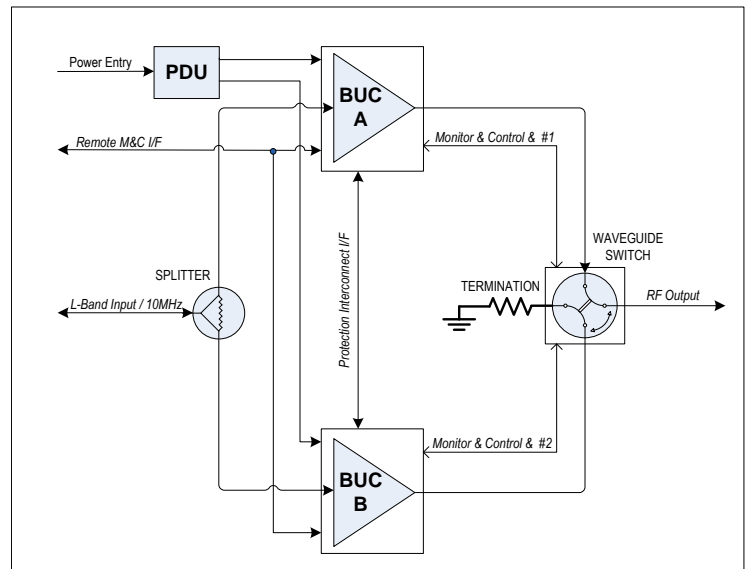 Power Entry
PDU
BUC
A
Remote M&C I/F
Monitor & Control & #1
WAVEGUIDE
SWITCH
SPLITTER
Protection Interconnect I/F
TERMINATION
L-Band Input / 10MHz
RF Output
Monitor & Control & #2
BUC
B